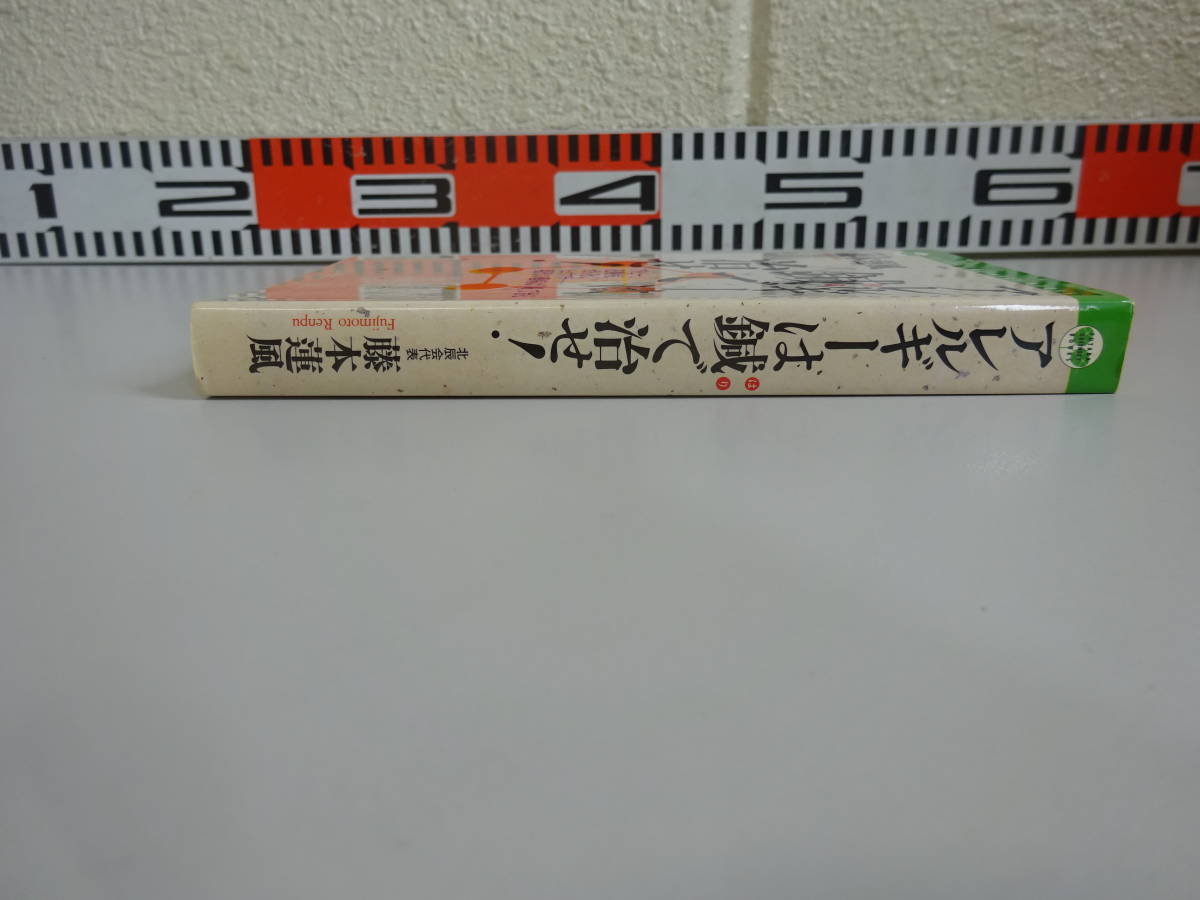 1 2 3 4 5 6
アレルギーは鍼で治せ!
はり
北辰会代表
藤本蓮風
Fujimoto Renpu